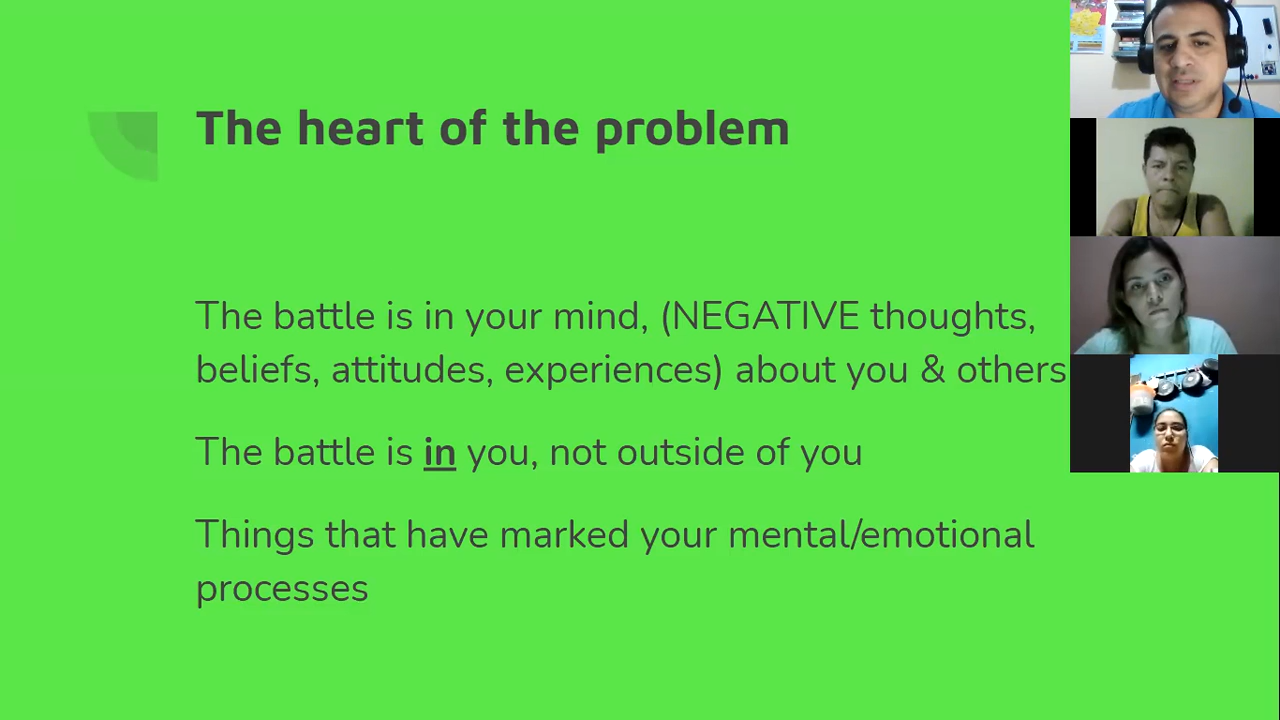 The heart of the problem
The battle is in your mind, (NEGATIVE thoughts,
beliefs, attitudes, experiences) about you & others
The battle is in you, not outside of you
Things that have marked your mental/emotional
processes